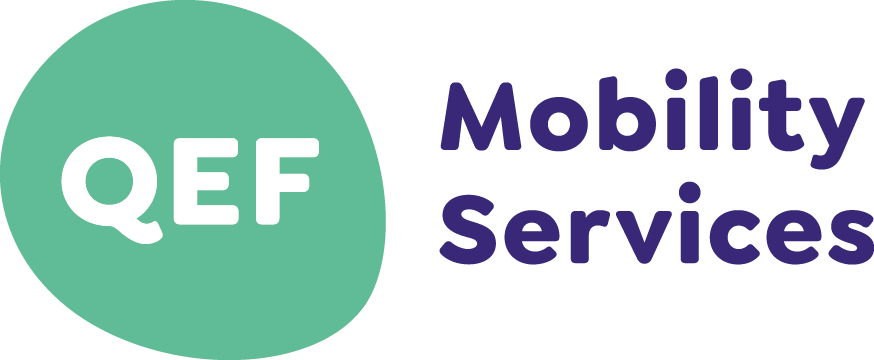 QEF
Mobility
Services